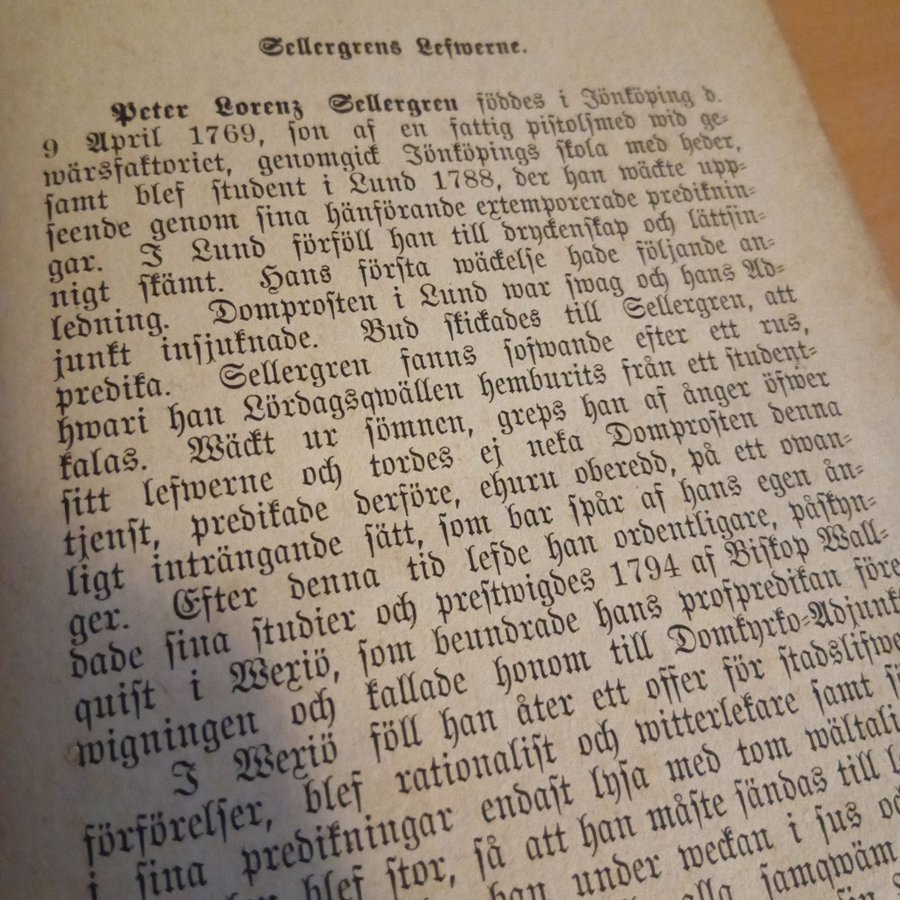 Sellergrens Lefwerne.
Peter Lorenz Sellergren föddes i Jönköping d.
9 April 1769, son af en fattig pistolsmed wid ge-
wärsfaktoriet, genomgick Jönköpings skola med heder,
samt blef student i Lund 1788, der han wäckte upp-
seende genom sina hänförande extemporerade prediknin-
gar. I Lund förföll han till dryckenskap och lättsin-
nigt skämt. Hans första wäckelse hade följande an-
ledning. Domprosten i Lund war swag och hans Ad-
junkt insjuknade. Bud skickades till Sellergren, att
predika. Sellergren fanns sofwande efter ett rus,
hwari han Lördagsqwällen hemburits från ett student-
kalas. Wäckt ur sömnen, greps han af ånger öfwer
sitt lefwerne och tordes ej neka Domprosten denna
tjenst, predikade derföre, ehuru oberedd, på ett owan-
ligt inträngande sätt, som bar spår af hans egen ån-
ger. Efter denna tid lefde han ordentligare, påskyn-
dade sina studier och prestwigdes 1794 af Biskop Wall-
quist i Wexiö, som beundrade hans profpredikan före
wigningen och kallade honom till Domkyrko-Adjunkt
I Wexiö föll han åter ett offer för stadslifwe
förförelser, blef rationalist och witterlekare samt
i sina predikningar endast lysa med tom wältali
blef stor, så att han måste sändas till
han under weckan i sus oc
alla samqwäm